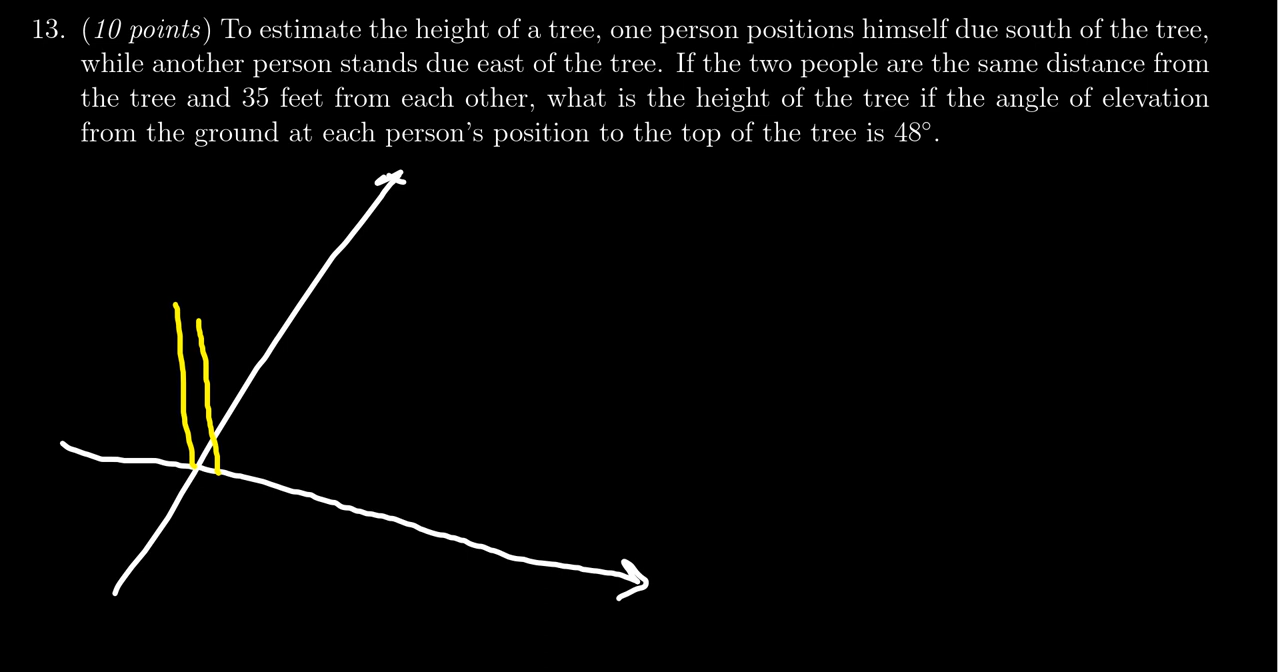 13. (10 points) To estimate the height of a tree, one person positions himself due south of the tree,
while another person stands due east of the tree. If the two people are the same distance from
the tree and 35 feet from each other, what is the height of the tree if the angle of elevation
from the ground at each person's position to the top of the tree is 48°.